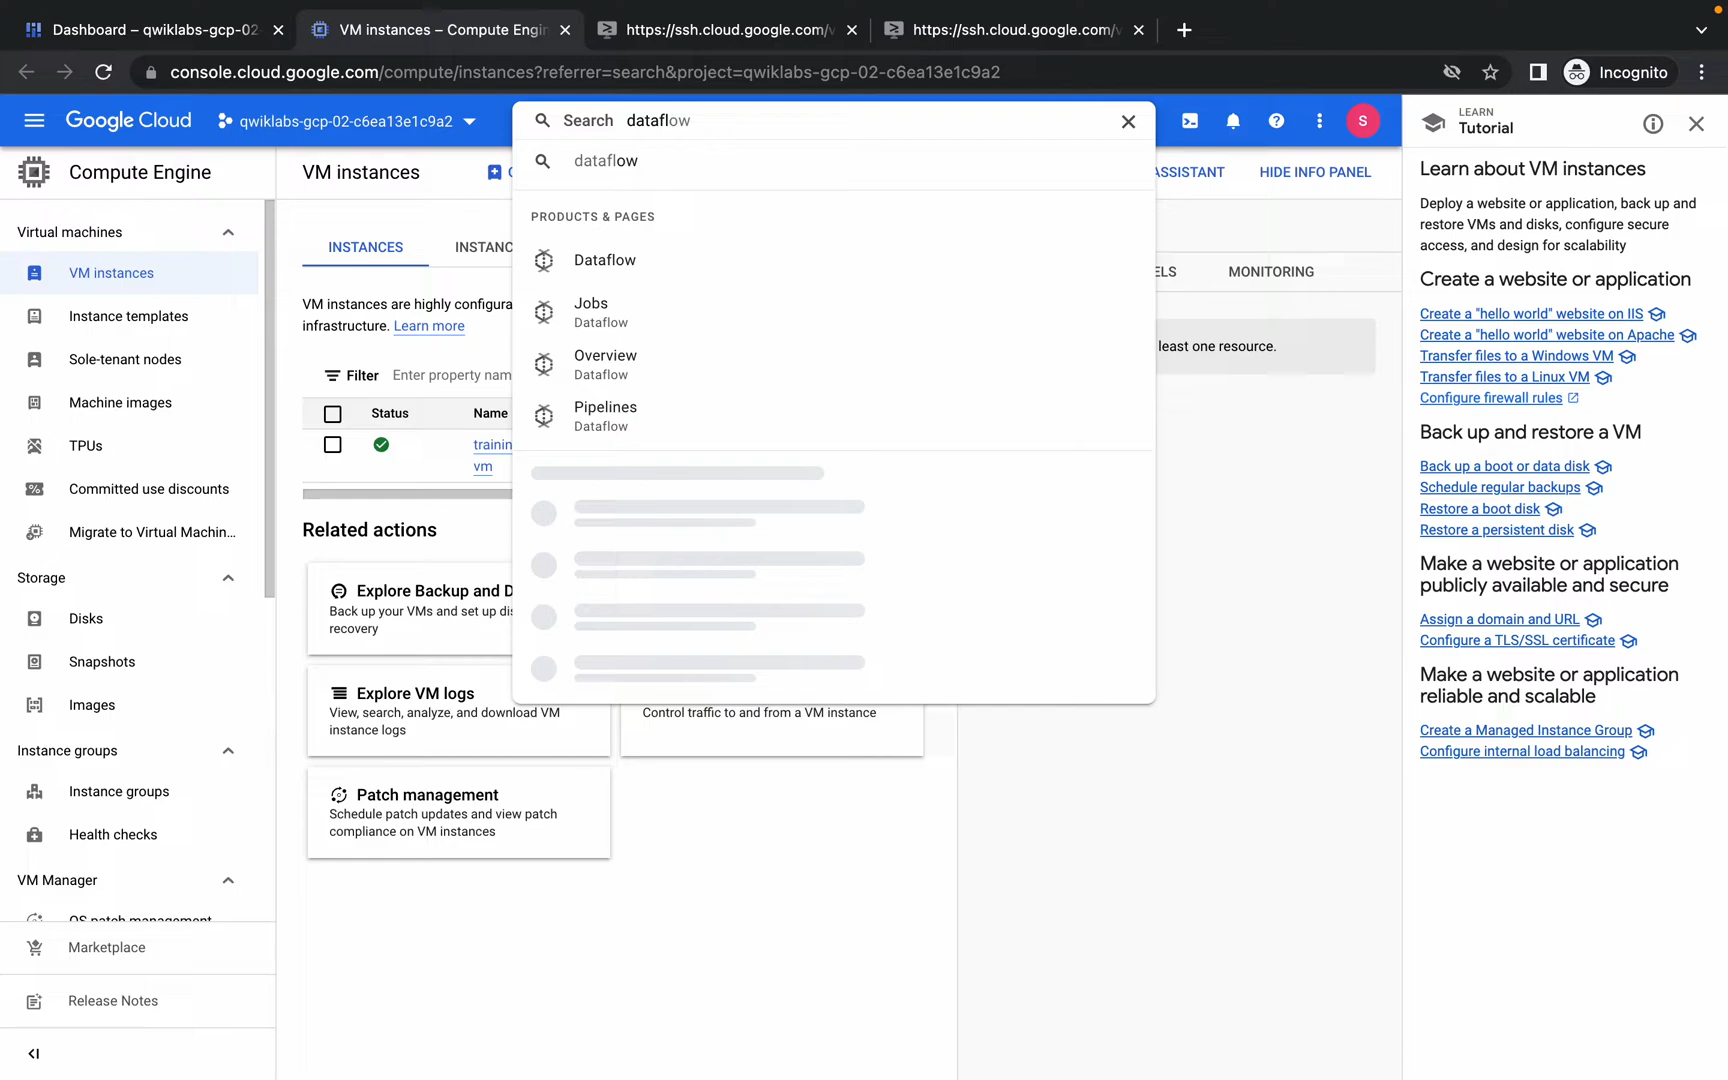 Dashboard – qwiklabs-gcp-02-
VM instances – Compute Engin
https://ssh.cloud.google.com/v
https://ssh.cloud.google.com/v
console.cloud.google.com/compute/instances?referrer=search&project=qwiklabs-gcp-02-c6ea13e1c9a2
Incognito
Google Cloud
qwiklabs-gcp-02-c6ea13e1c9a2
Search dataflow
S
LEARN
Tutorial
Compute Engine
VM instances
ASSISTANT
HIDE INFO PANEL
Virtual machines
VM instances
Instance templates
Sole-tenant nodes
Machine images
TPUs
Committed use discounts
Migrate to Virtual Machin...
Storage
Disks
Snapshots
Images
Instance groups
Instance groups
Health checks
VM Manager
OS patch management
Marketplace
Release Notes
INSTANCES
INSTANC
VM instances are highly configura
infrastructure. Learn more
Filter
Enter property nam
Status
Name
trainin
vm
Related actions
Explore Backup and D
Back up your VMs and set up dis
recovery
Explore VM logs
View, search, analyze, and download VM
instance logs
Control traffic to and from a VM instance
Patch management
Schedule patch updates and view patch
compliance on VM instances
dataflow
PRODUCTS & PAGES
Dataflow
Jobs
Dataflow
Overview
Dataflow
Pipelines
Dataflow
ELS
MONITORING
least one resource.
Learn about VM instances
Deploy a website or application, back up and
restore VMs and disks, configure secure
access, and design for scalability
Create a website or application
Create a "hello world" website on IIS
Create a "hello world" website on Apache
Transfer files to a Windows VM
Transfer files to a Linux VM
Configure firewall rules
Back up and restore a VM
Back up a boot or data disk
Schedule regular backups
Restore a boot disk
Restore a persistent disk
Make a website or application
publicly available and secure
Assign a domain and URL
Configure a TLS/SSL certificate
Make a website or application
reliable and scalable
Create a Managed Instance Group
Configure internal load balancing